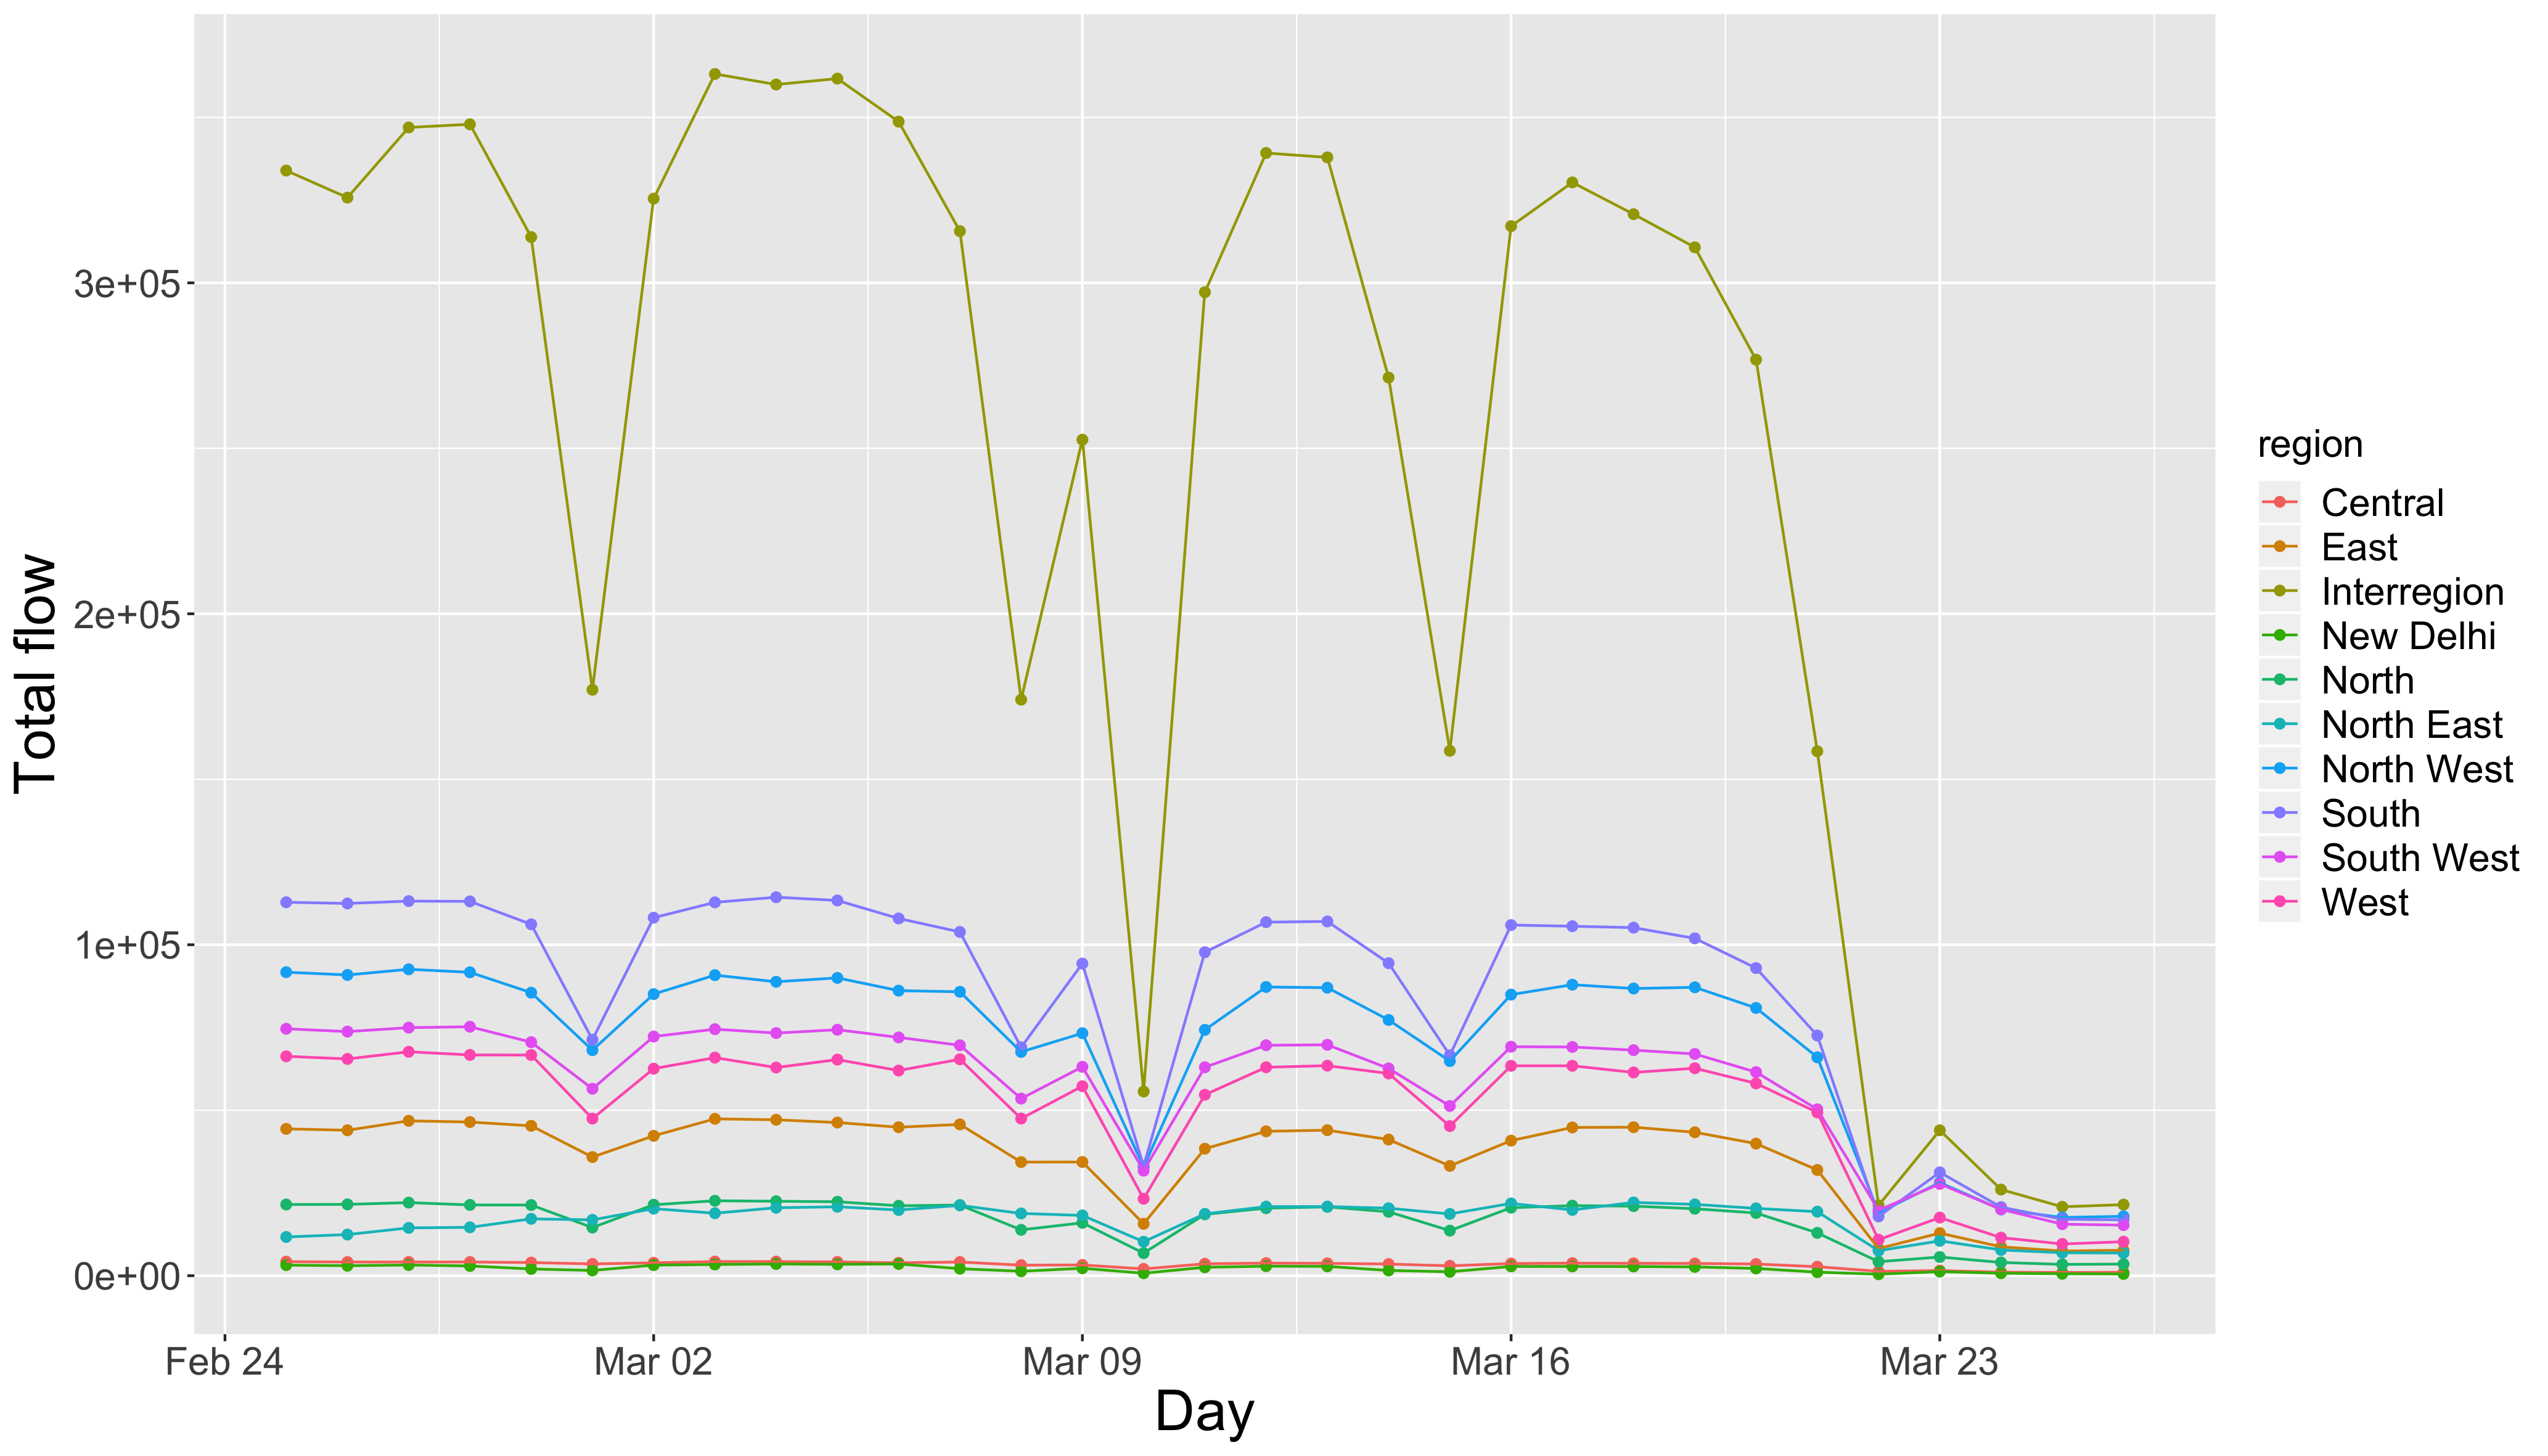 Total flow
3e+05
2e+05
1e+05
0e+00
Feb 24
Mar 02
Mar 09
Mar 16
Mar 23
Day
region
Central
East
Interregion
New Delhi
North
North East
North West
South
South West
West